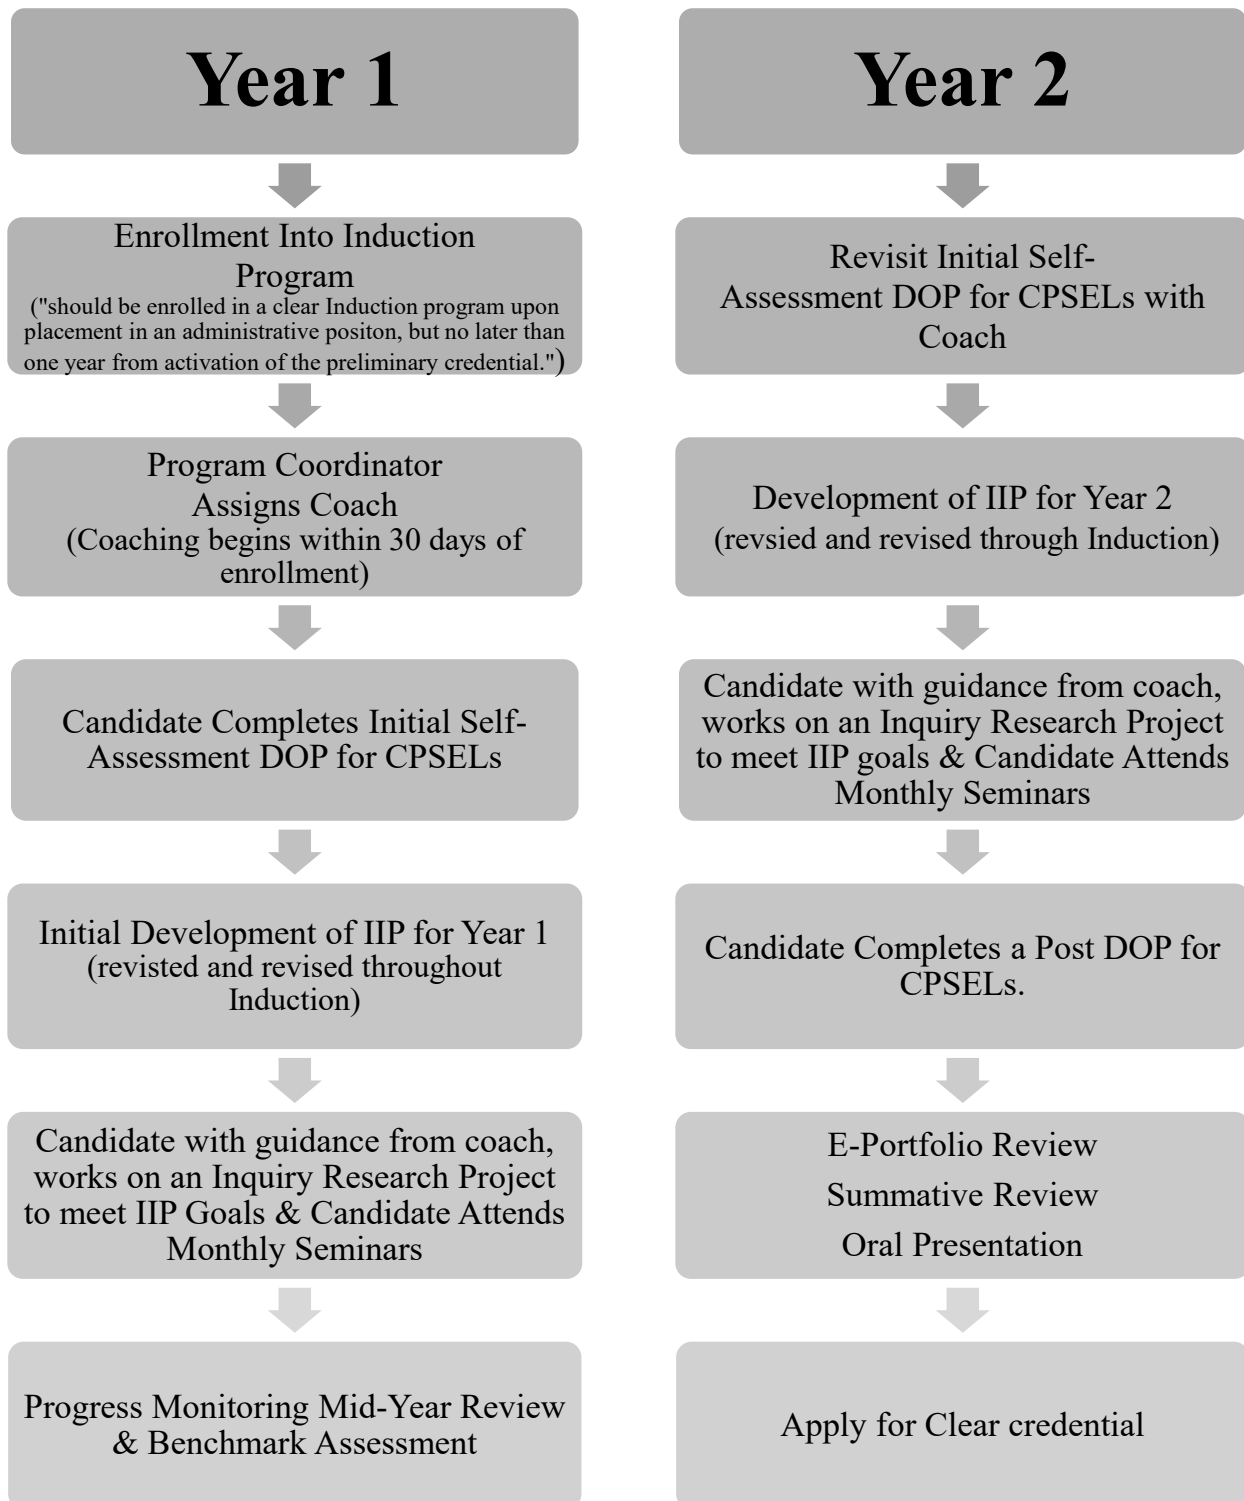 Year 1
Enrollment Into Induction
Program
("should be enrolled in a clear Induction program upon
placement in an administrative positon, but no later than
one year from activation of the preliminary credential.")
Program Coordinator
Assigns Coach
(Coaching begins within 30 days of
enrollment)
Candidate Completes Initial Self-
Assessment DOP for CPSELs
Initial Development of IIP for Year 1
(revisted and revised throughout
Induction)
Candidate with guidance from coach,
works on an Inquiry Research Project
to meet IIP Goals & Candidate Attends
Monthly Seminars
Progress Monitoring Mid-Year Review
& Benchmark Assessment
Year 2
Revisit Initial Self-
Assessment DOP for CPSELs with
Coach
Development of IIP for Year 2
(revsied and revised through Induction)
Candidate with guidance from coach,
works on an Inquiry Research Project
to meet IIP goals & Candidate Attends
Monthly Seminars
Candidate Completes a Post DOP for
CPSELs.
E-Portfolio Review
Summative Review
Oral Presentation
Apply for Clear credential